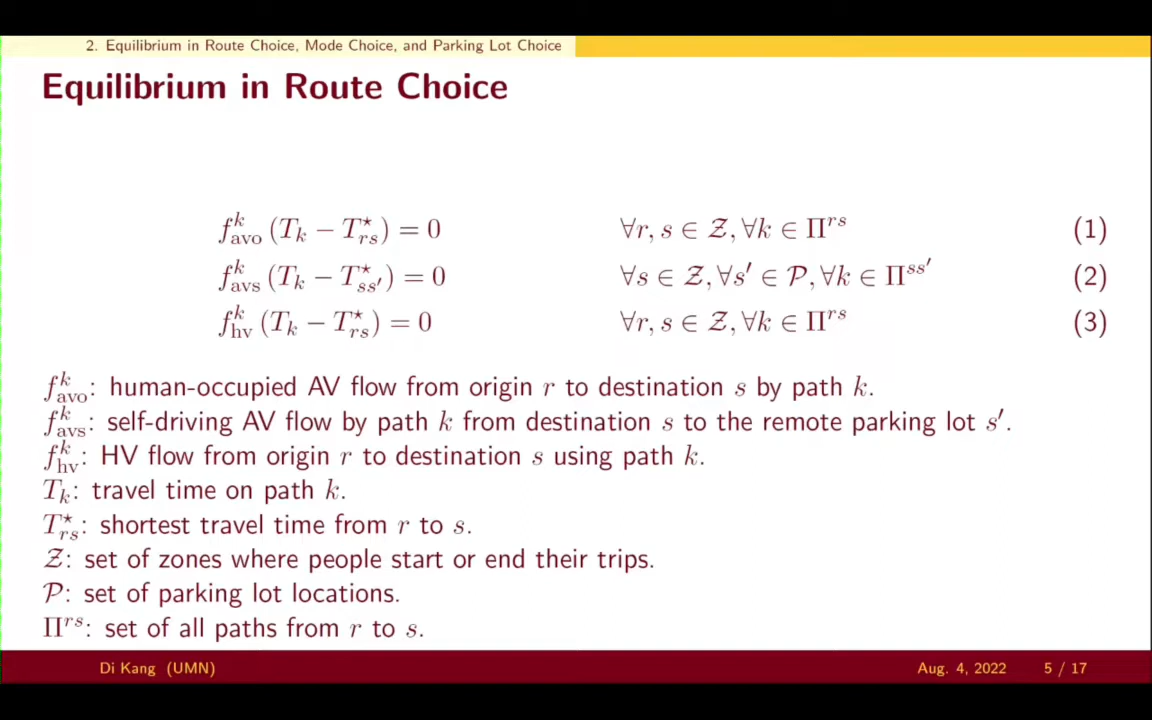 2. Equilibrium in Route Choice, Mode Choice, and Parking Lot Choice
Equilibrium in Route Choice
f^k_avo (T_k − T^⋆_rs) = 0 ∀r, s ∈ 𝒵, ∀k ∈ Π^rs (1)
f^k_avs (T_k − T^⋆_ss′) = 0 ∀s ∈ 𝒵, ∀s′ ∈ 𝒫, ∀k ∈ Π^ss′ (2)
f^k_hv (T_k − T^⋆_rs) = 0 ∀r, s ∈ 𝒵, ∀k ∈ Π^rs (3)
f^k_avo: human-occupied AV flow from origin r to destination s by path k.
f^k_avs: self-driving AV flow by path k from destination s to the remote parking lot s′.
f^k_hv: HV flow from origin r to destination s using path k.
T_k: travel time on path k.
T^⋆_rs: shortest travel time from r to s.
𝒵: set of zones where people start or end their trips.
𝒫: set of parking lot locations.
Π^rs: set of all paths from r to s.
Di Kang (UMN) Aug. 4, 2022 5 / 17